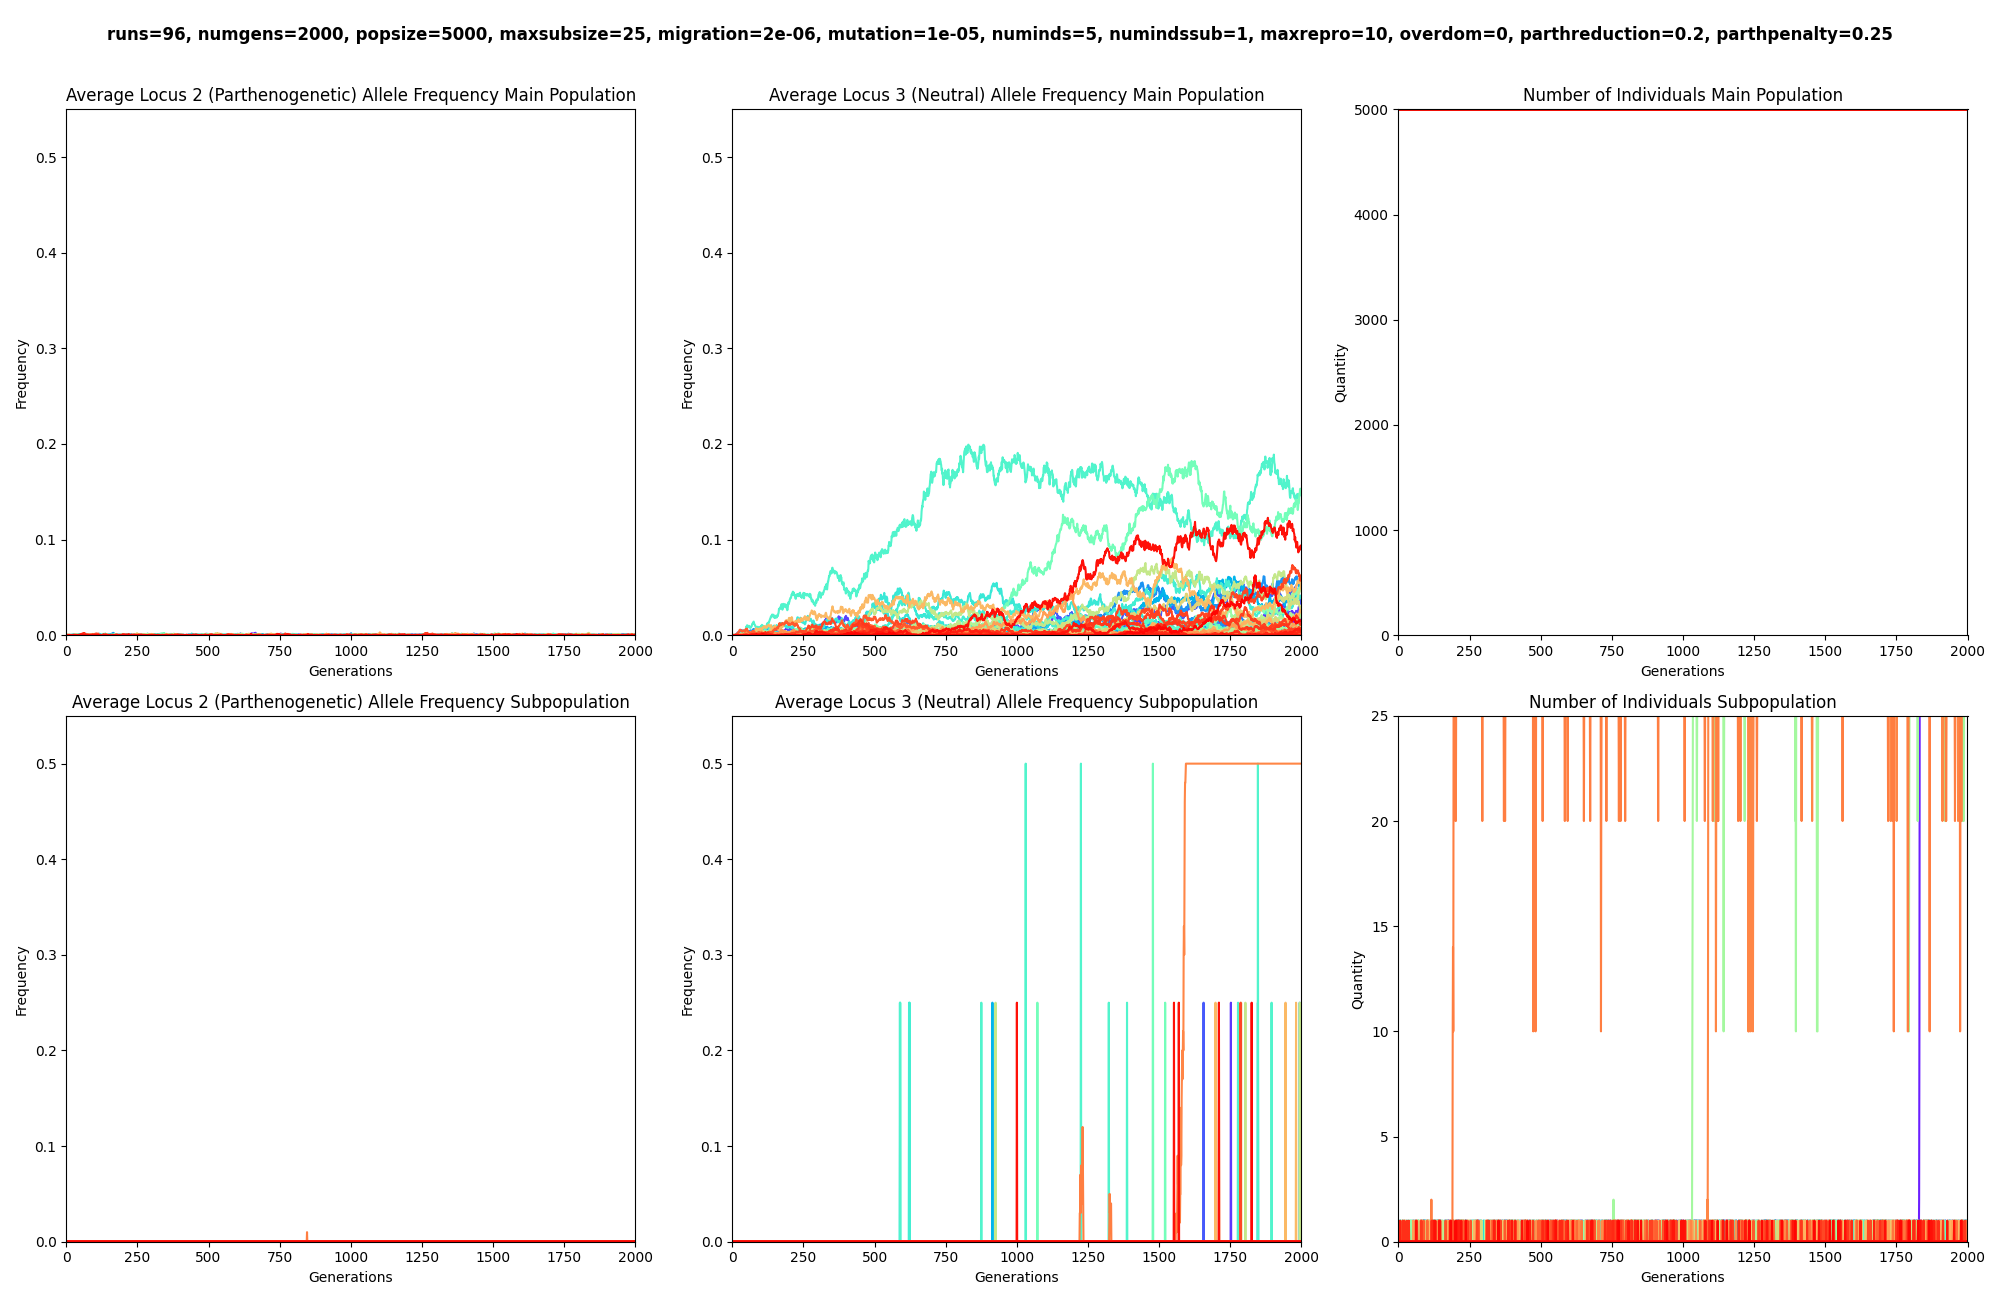 runs=96, numgens=2000, popsize=5000, maxsubsize=25, migration=2e-06, mutation=1e-05, numinds=5, numindssub=1, maxrepro=10, overdom=0, parthreduction=0.2, parthpenalty=0.25
Average Locus 2 (Parthenogenetic) Allele Frequency Main Population
0.5
0.4
0.3
0.2
0.1
0.0
Frequency
0 250 500 750 1000 1250 1500 1750 2000
Generations
Average Locus 3 (Neutral) Allele Frequency Main Population
0.5
0.4
0.3
0.2
0.1
0.0
Frequency
0 250 500 750 1000 1250 1500 1750 2000
Generations
Number of Individuals Main Population
5000
4000
3000
2000
1000
0
Quantity
0 250 500 750 1000 1250 1500 1750 2000
Generations
Average Locus 2 (Parthenogenetic) Allele Frequency Subpopulation
0.5
0.4
0.3
0.2
0.1
0.0
Frequency
0 250 500 750 1000 1250 1500 1750 2000
Generations
Average Locus 3 (Neutral) Allele Frequency Subpopulation
0.5
0.4
0.3
0.2
0.1
0.0
Frequency
0 250 500 750 1000 1250 1500 1750 2000
Generations
Number of Individuals Subpopulation
25
20
15
10
5
0
Quantity
0 250 500 750 1000 1250 1500 1750 2000
Generations